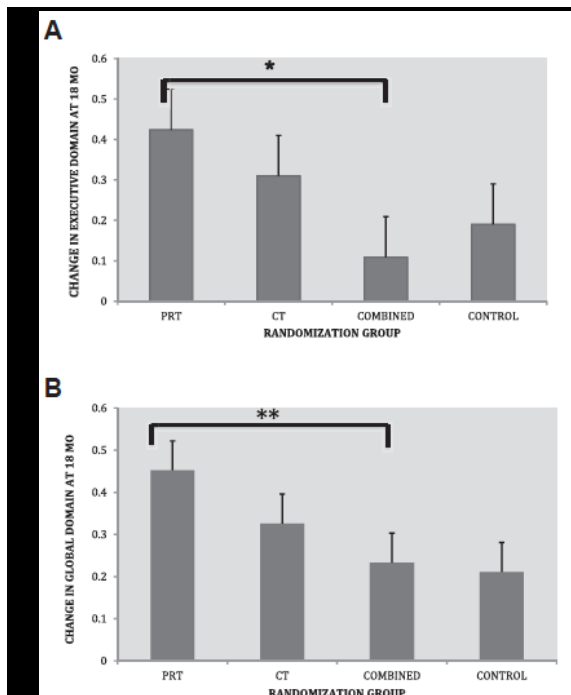 A
0.6
*
0.5
0.4
0.3
0.2
0.1
0
CHANGE IN EXECUTIVE DOMAIN AT 18 MO
PRT CT COMBINED CONTROL
RANDOMIZATION GROUP
B
0.6
**
0.5
0.4
0.3
0.2
0.1
0
CHANGE IN GLOBAL DOMAIN AT 18 MO
PRT CT COMBINED CONTROL
RANDOMIZATION GROUP